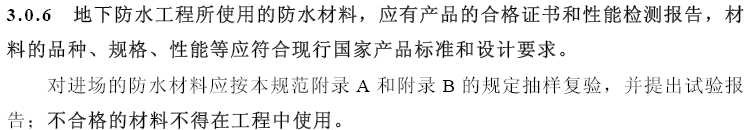 3.0.6 地下防水工程所使用的防水材料，应有产品的合格证书和性能检测报告，材
料的品种、规格、性能等应符合现行国家产品标准和设计要求。
对进场的防水材料应按本规范附录 A 和附录 B 的规定抽样复验，并提出试验报
告；不合格的材料不得在工程中使用。